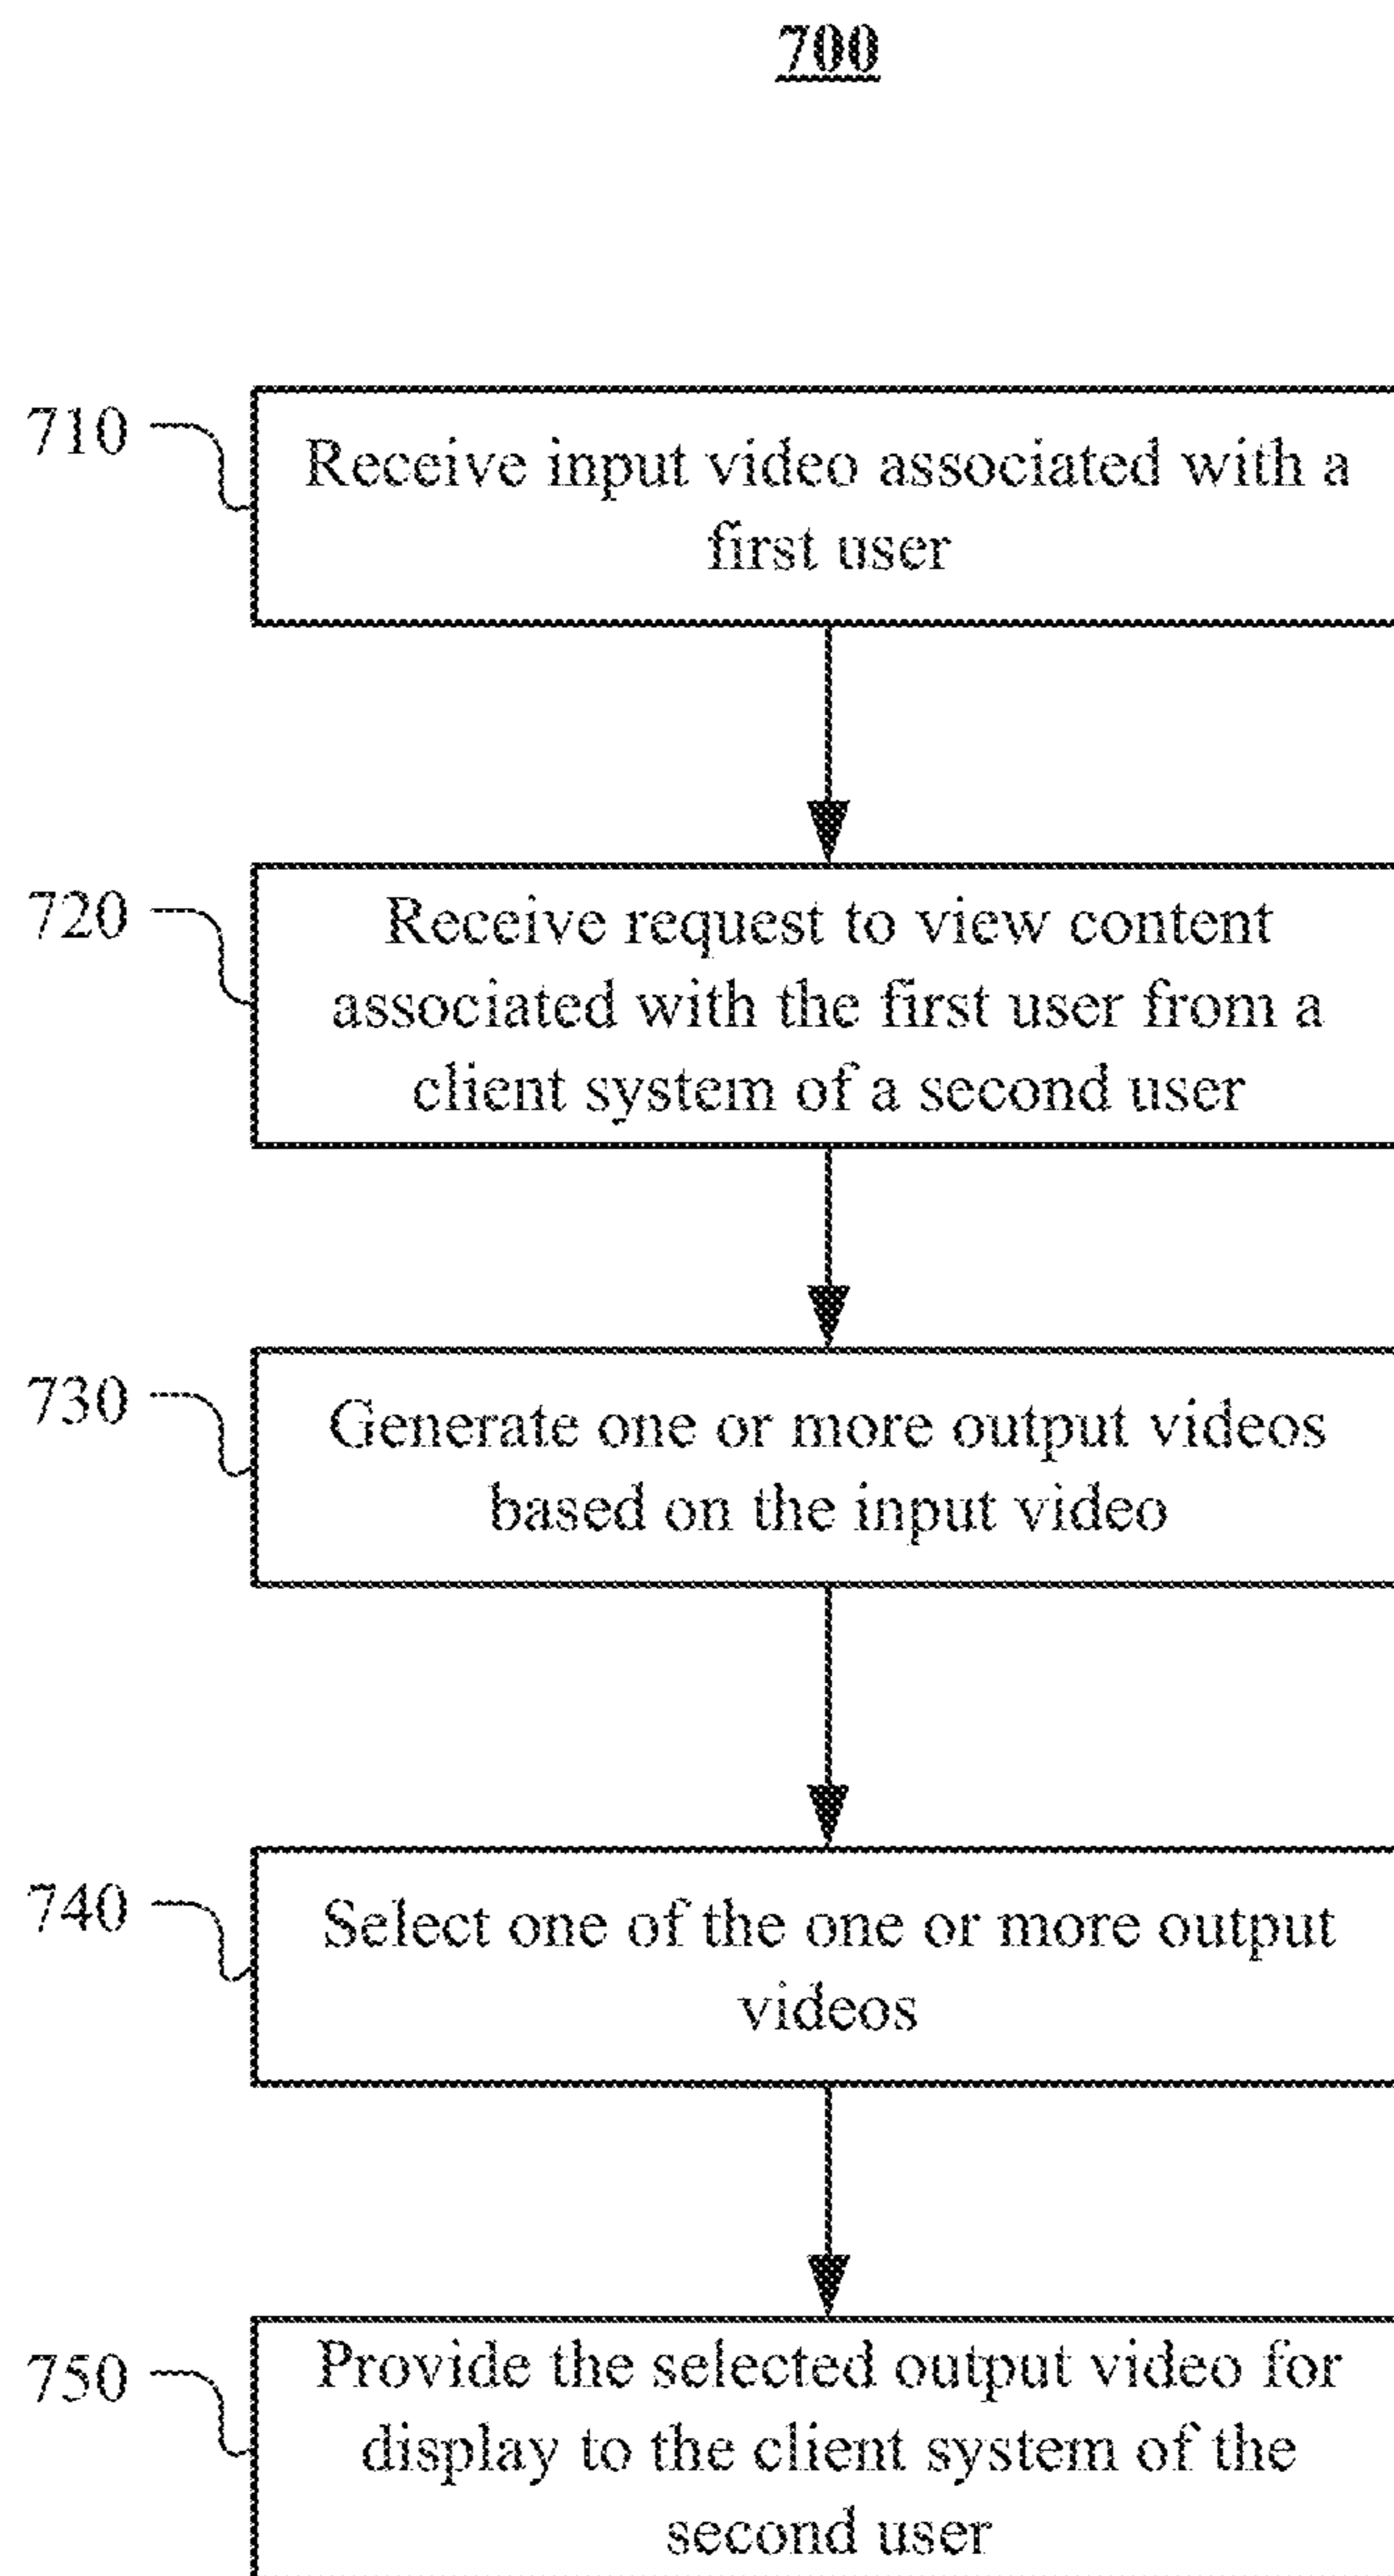 700
710
Receive input video associated with a
first user
720
Receive request to view content
associated with the first user from a
client system of a second user
730
Generate one or more output videos
based on the input video
740
Select one of the one or more output
videos
750
Provide the selected output video for
display to the client system of the
second user